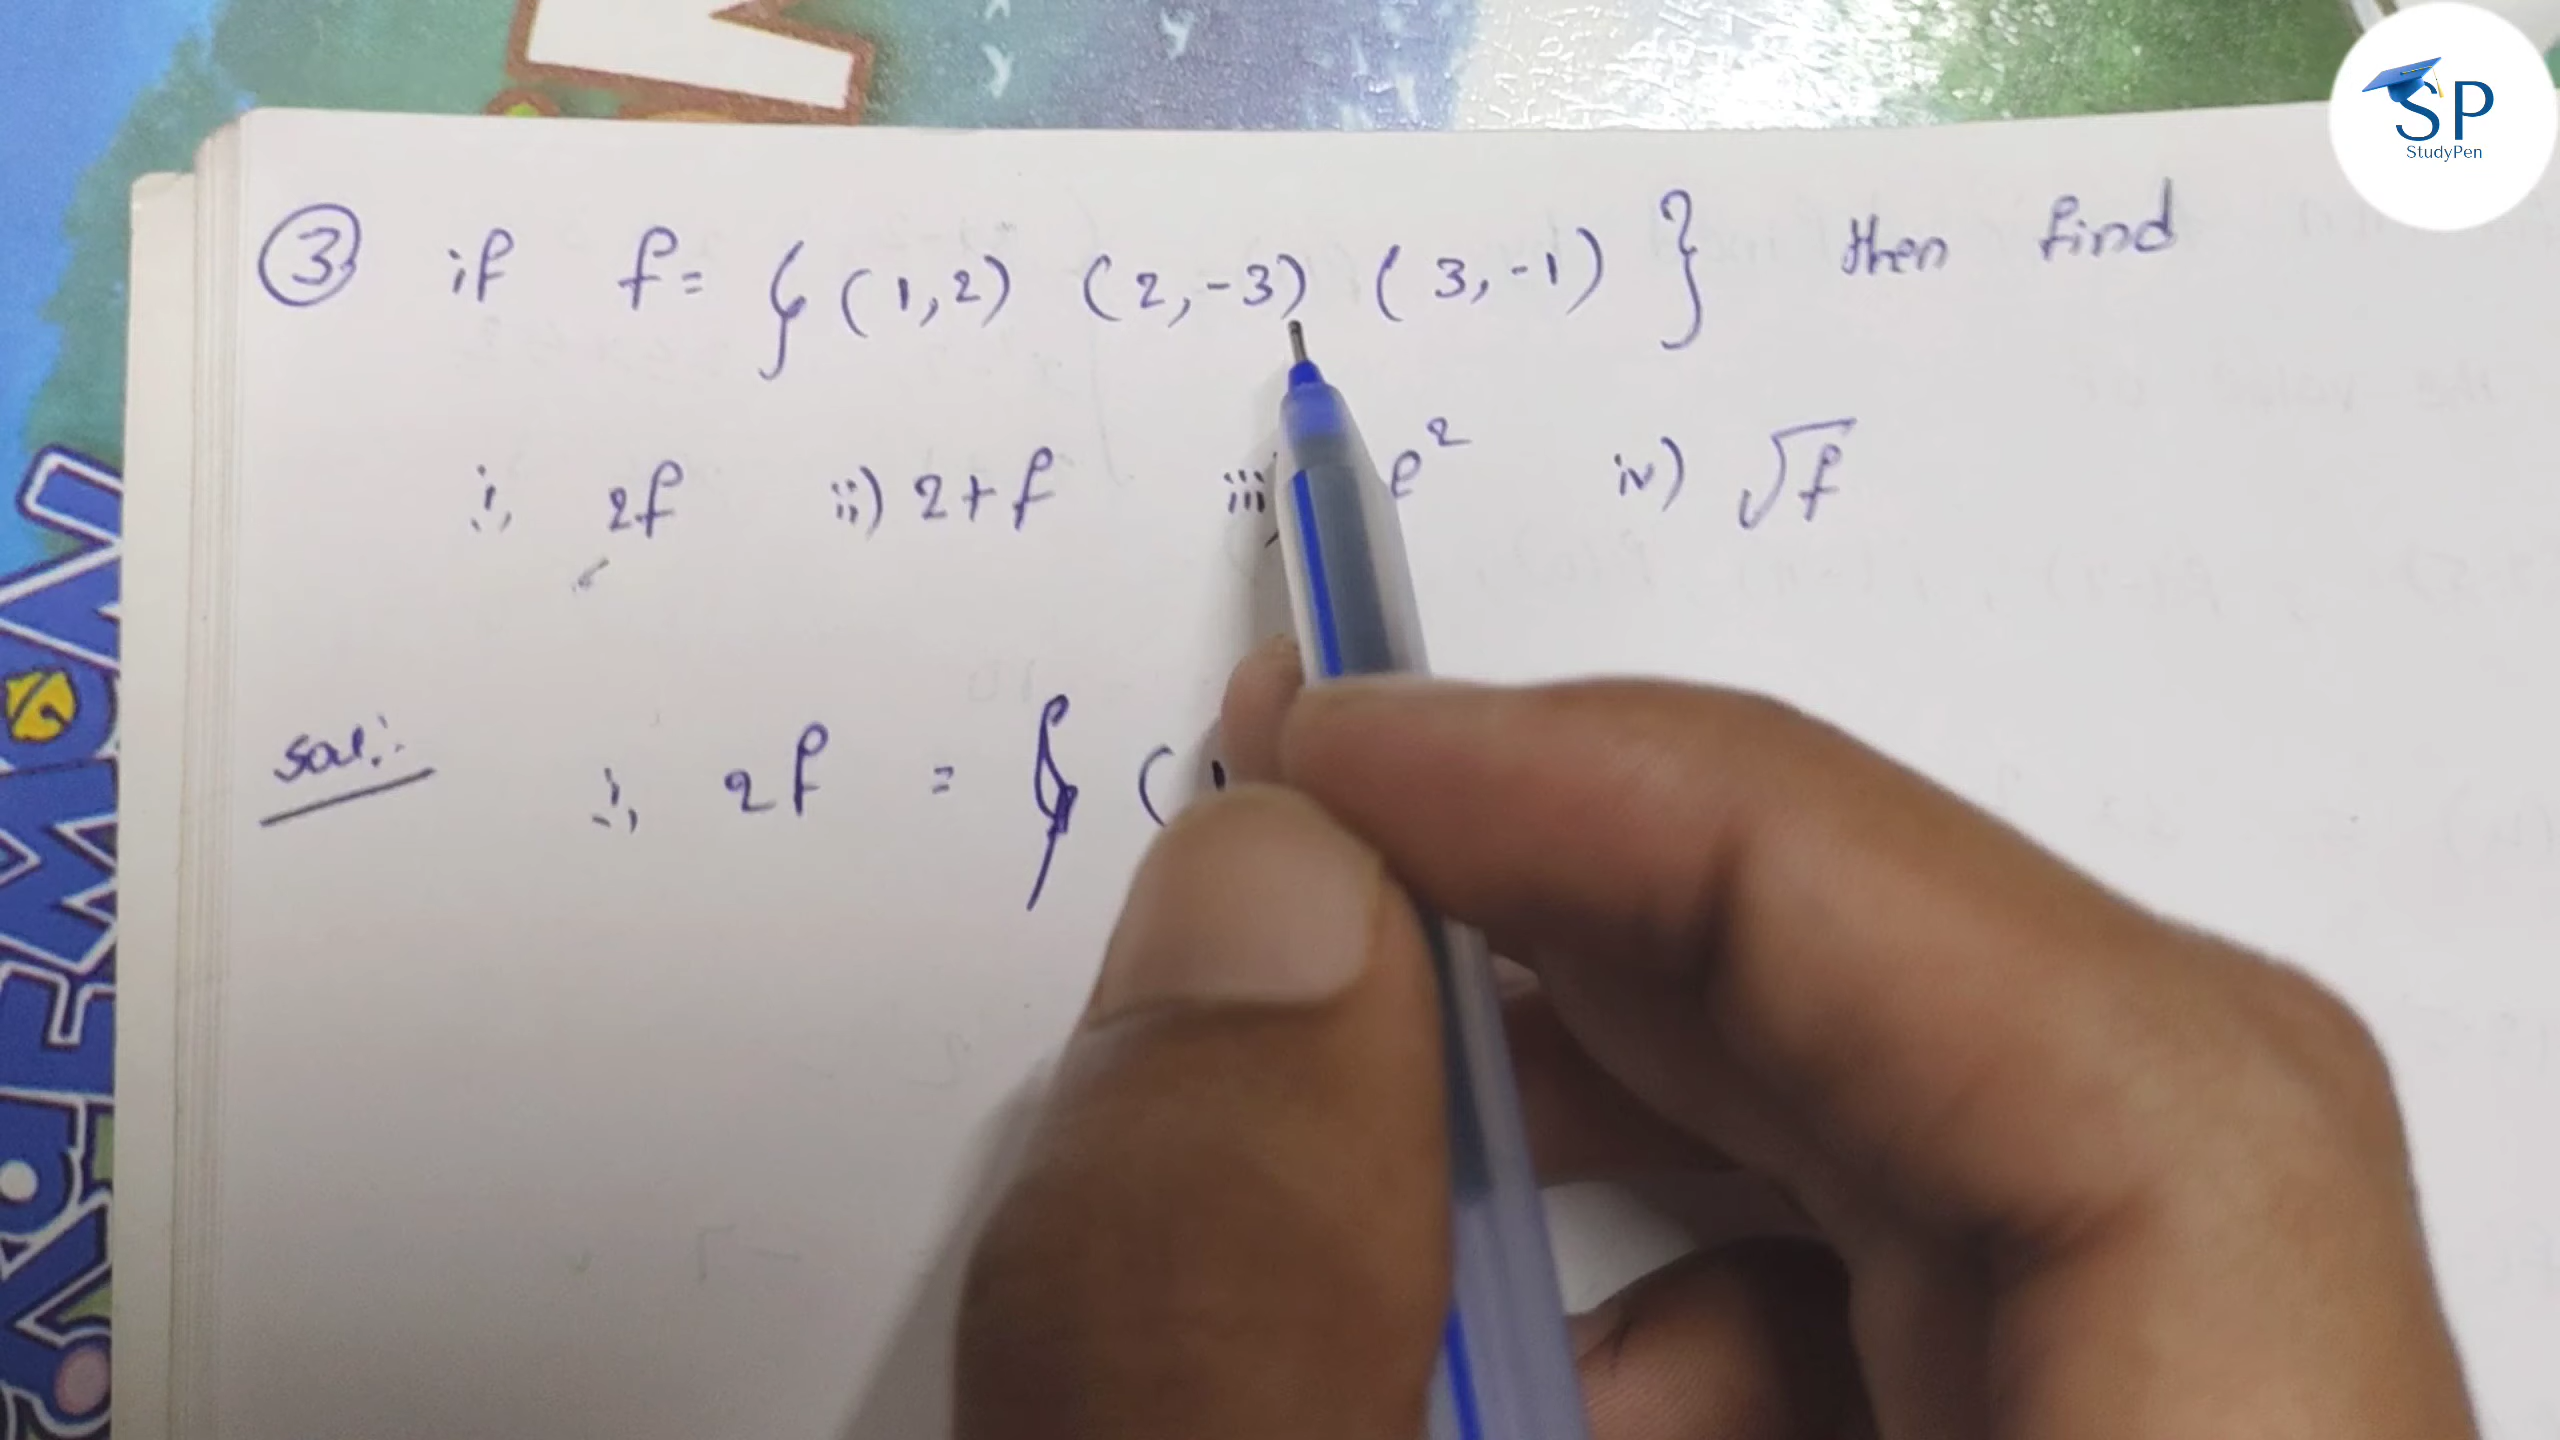 SP
StudyPen
③ if f= { (1,2) (2,-3) (3,-1) } then find
i, 2f ii) 2+f iii) f² iv) √f
Sol:- i, 2f = { (1